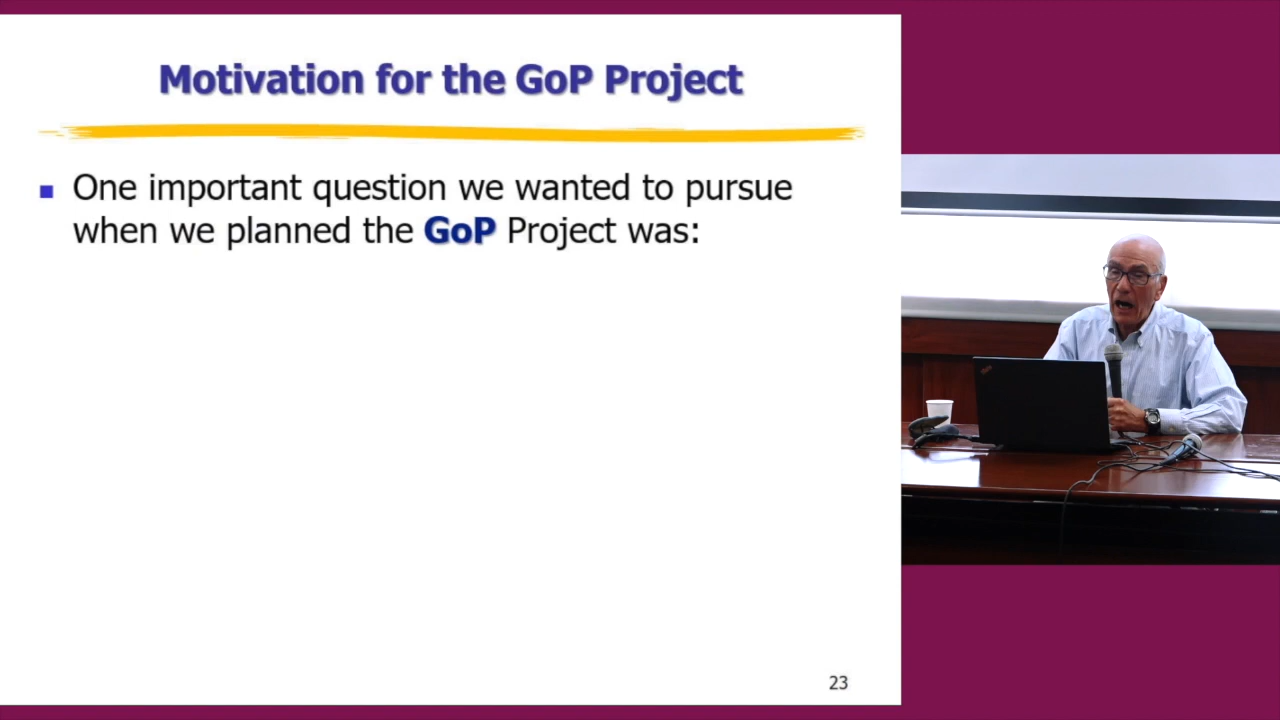 Motivation for the GoP Project
One important question we wanted to pursue
when we planned the GoP Project was:
23